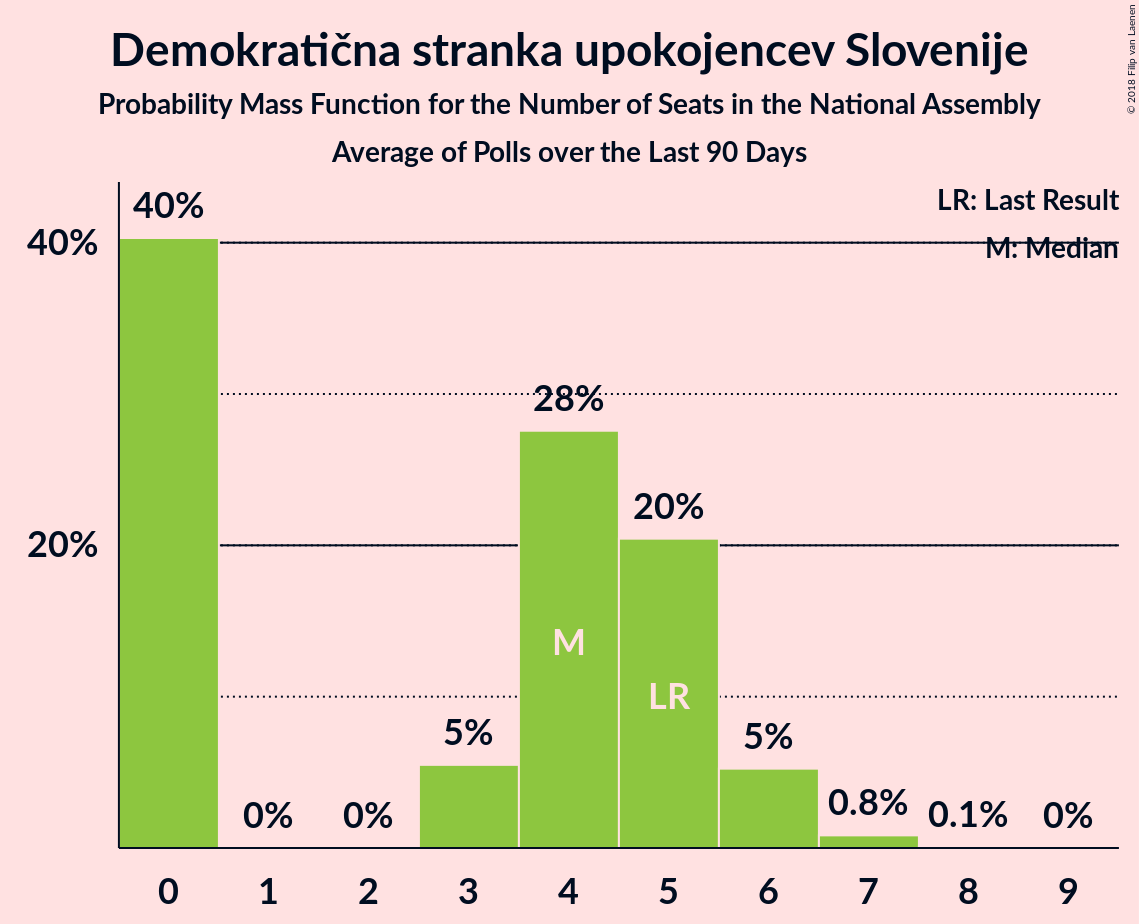 Demokratična stranka upokojencev Slovenije
Probability Mass Function for the Number of Seats in the National Assembly
Average of Polls over the Last 90 Days
© 2018 Filip van Laenen
LR: Last Result
M: Median
40%
20%
40%
0%
0%
5%
28%
20%
5%
0.8%
0.1%
0%
M
LR
0 1 2 3 4 5 6 7 8 9